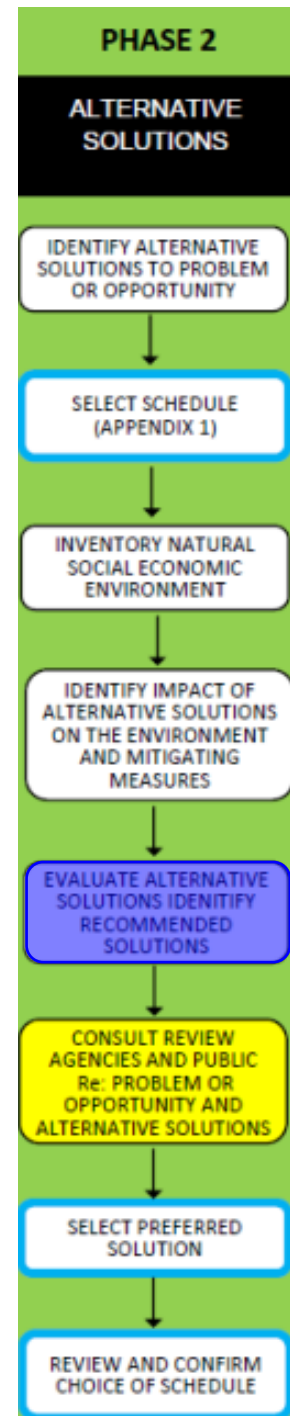 PHASE 2
ALTERNATIVE
SOLUTIONS
IDENTIFY ALTERNATIVE
SOLUTIONS TO PROBLEM
OR OPPORTUNITY
SELECT SCHEDULE
(APPENDIX 1)
INVENTORY NATURAL
SOCIAL ECONOMIC
ENVIRONMENT
IDENTIFY IMPACT OF
ALTERNATIVE SOLUTIONS
ON THE ENVIRONMENT
AND MITIGATING
MEASURES
EVALUATE ALTERNATIVE
SOLUTIONS IDENITIFY
RECOMMENDED
SOLUTIONS
CONSULT REVIEW
AGENCIES AND PUBLIC
Re: PROBLEM OR
OPPORTUNITY AND
ALTERNATIVE SOLUTIONS
SELECT PREFERRED
SOLUTION
REVIEW AND CONFIRM
CHOICE OF SCHEDULE